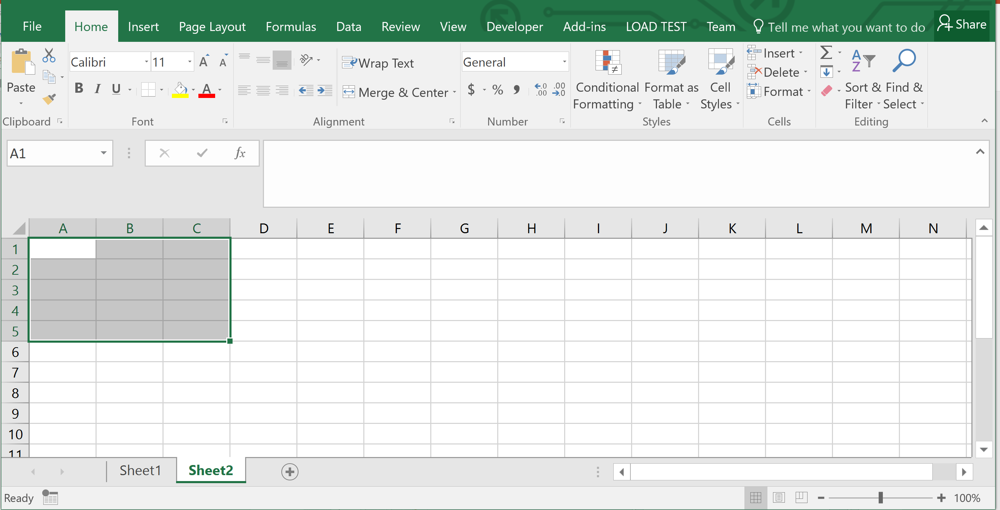 File Home Insert Page Layout Formulas Data Review View Developer Add-ins LOAD TEST Team Tell me what you want to do Share
Paste
Calibri 11
Wrap Text
Merge & Center
General
$ % ,
Conditional Formatting
Format as Table
Cell Styles
Insert
Delete
Format
Sort & Filter
Find & Select
Clipboard Font Alignment Number Styles Cells Editing
A1 fx
A B C D E F G H I J K L M N
1
2
3
4
5
6
7
8
9
10
11
Sheet1 Sheet2
Ready 100%